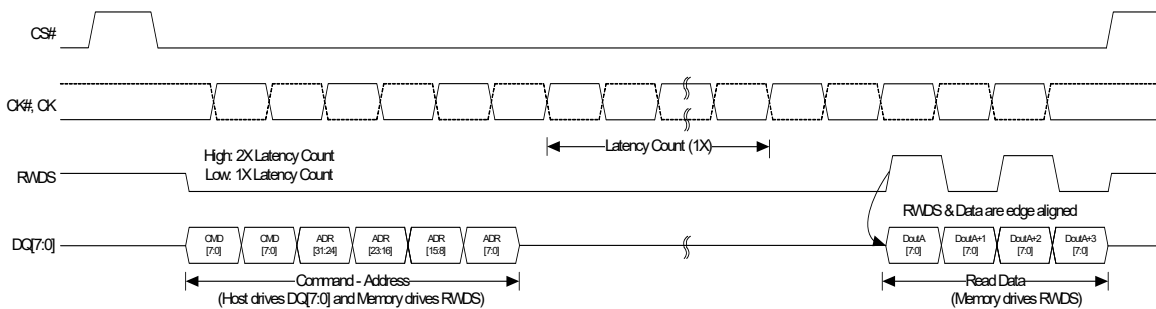 CS#
CK#, CK
Latency Count (1X)
High: 2X Latency Count
Low: 1X Latency Count
RWDS
RWDS & Data are edge aligned
DQ[7:0]
CMD [7:0]
CMD [7:0]
ADR [31:24]
ADR [23:16]
ADR [15:8]
ADR [7:0]
DoutA [7:0]
DoutA+1 [7:0]
DoutA+2 [7:0]
DoutA+3 [7:0]
Command - Address
(Host drives DQ[7:0] and Memory drives RWDS)
Read Data
(Memory drives RWDS)